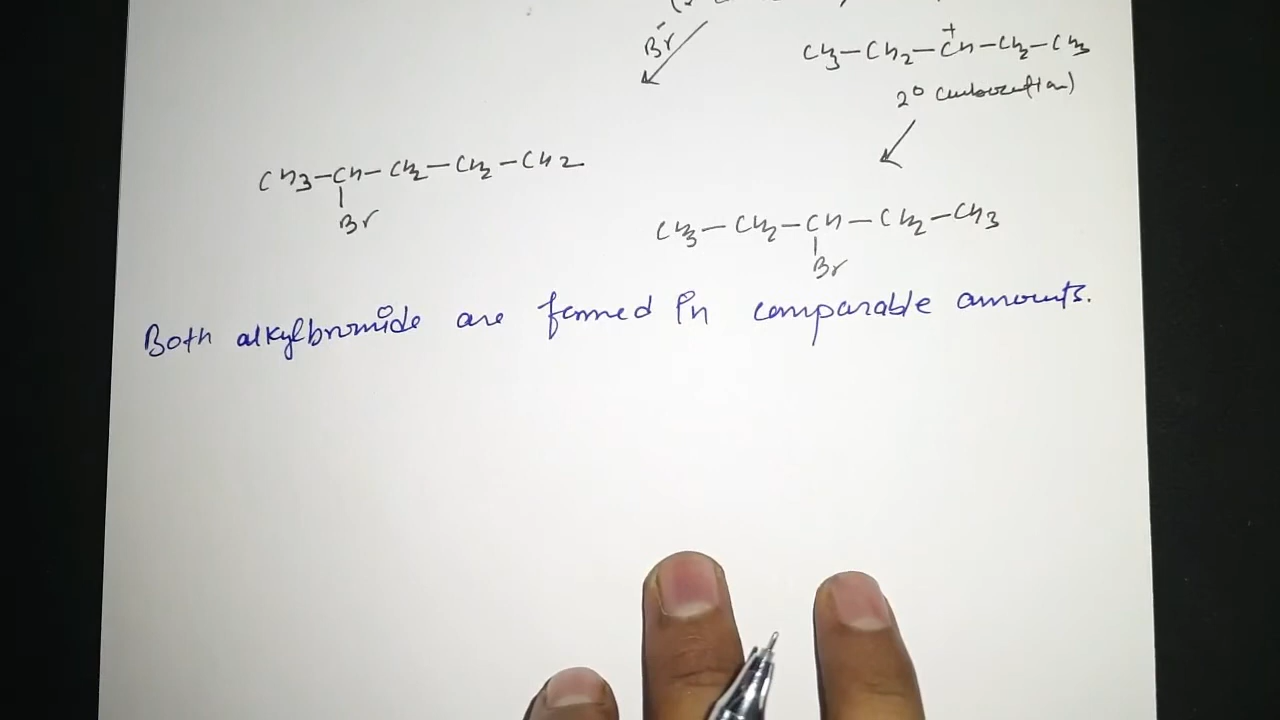 Br-
CH3-CH2-CH+-CH2-CH3
2° carbocation)
CH3-CH-CH2-CH2-CH2
Br
CH3-CH2-CH-CH2-CH3
Br
Both alkylbromide are formed in comparable amounts.